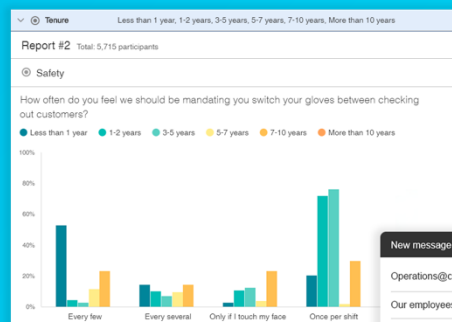 Tenure Less than 1 year, 1-2 years, 3-5 years, 5-7 years, 7-10 years, More than 10 years
Report #2 Total: 5,715 participants
Safety
How often do you feel we should be mandating you switch your gloves between checking
out customers?
Less than 1 year 1-2 years 3-5 years 5-7 years 7-10 years More than 10 years
100%
80%
60%
40%
20%
0%
Every few Every several Only if I touch my face Once per shift
New message
Operations@c
Our employees